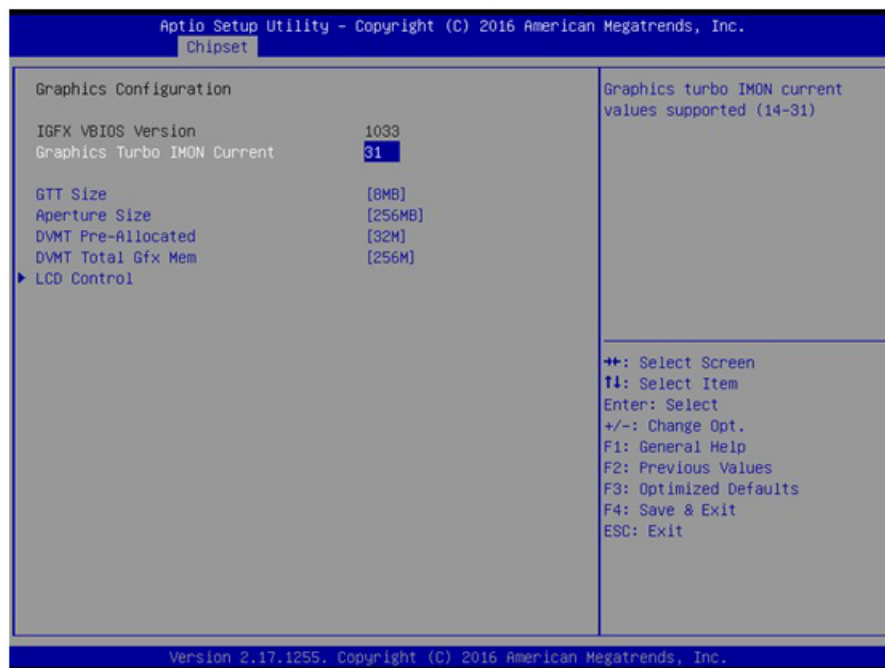 Aptio Setup Utility – Copyright (C) 2016 American Megatrends, Inc.
Chipset
Graphics Configuration
IGFX VBIOS Version 1033
Graphics Turbo IMON Current 31
GTT Size [8MB]
Aperture Size [256MB]
DVMT Pre-Allocated [32M]
DVMT Total Gfx Mem [256M]
LCD Control
Graphics turbo IMON current
values supported (14-31)
→←: Select Screen
↑↓: Select Item
Enter: Select
+/-: Change Opt.
F1: General Help
F2: Previous Values
F3: Optimized Defaults
F4: Save & Exit
ESC: Exit
Version 2.17.1255. Copyright (C) 2016 American Megatrends, Inc.